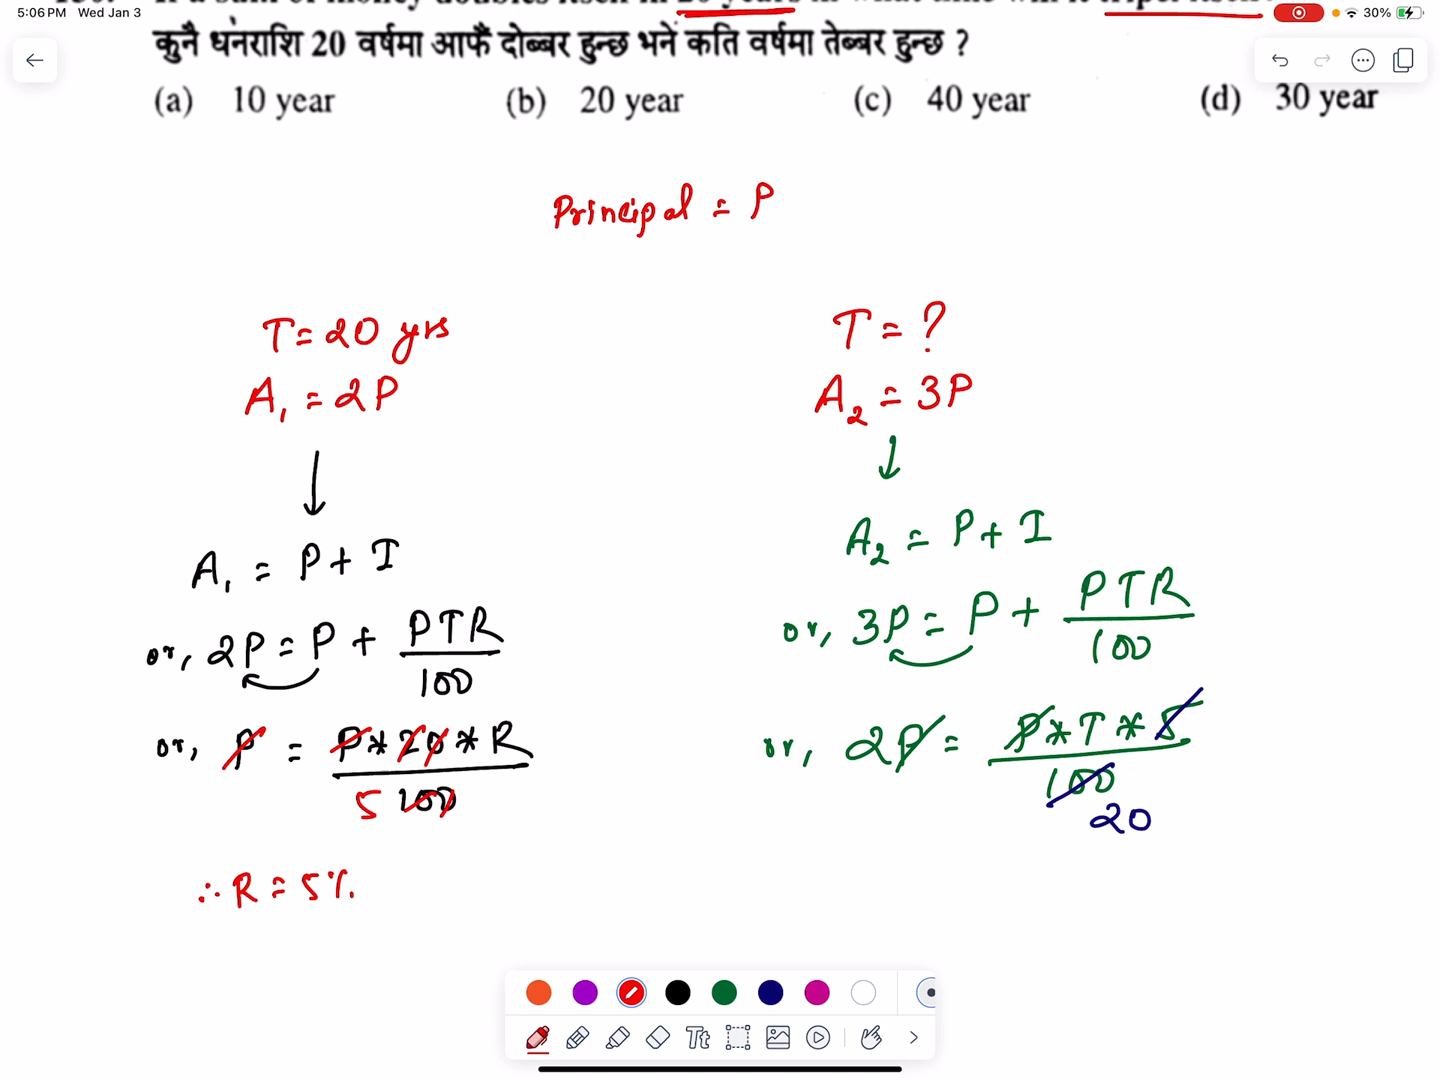 5:06 PM Wed Jan 3
30%
कुनै धनराशि 20 वर्षमा आफैँ दोब्बर हुन्छ भने कति वर्षमा तेब्बर हुन्छ ?
(a) 10 year (b) 20 year (c) 40 year (d) 30 year
Principal = P
T = 20 yrs
A₁ = 2P
A₁ = P + I
or, 2P = P + PTR/100
or, P = P * 20 * R / 100
5
∴ R = 5%
T = ?
A₂ = 3P
A₂ = P + I
or, 3P = P + PTR/100
or, 2P = P * T * 5 / 100
20
Tt